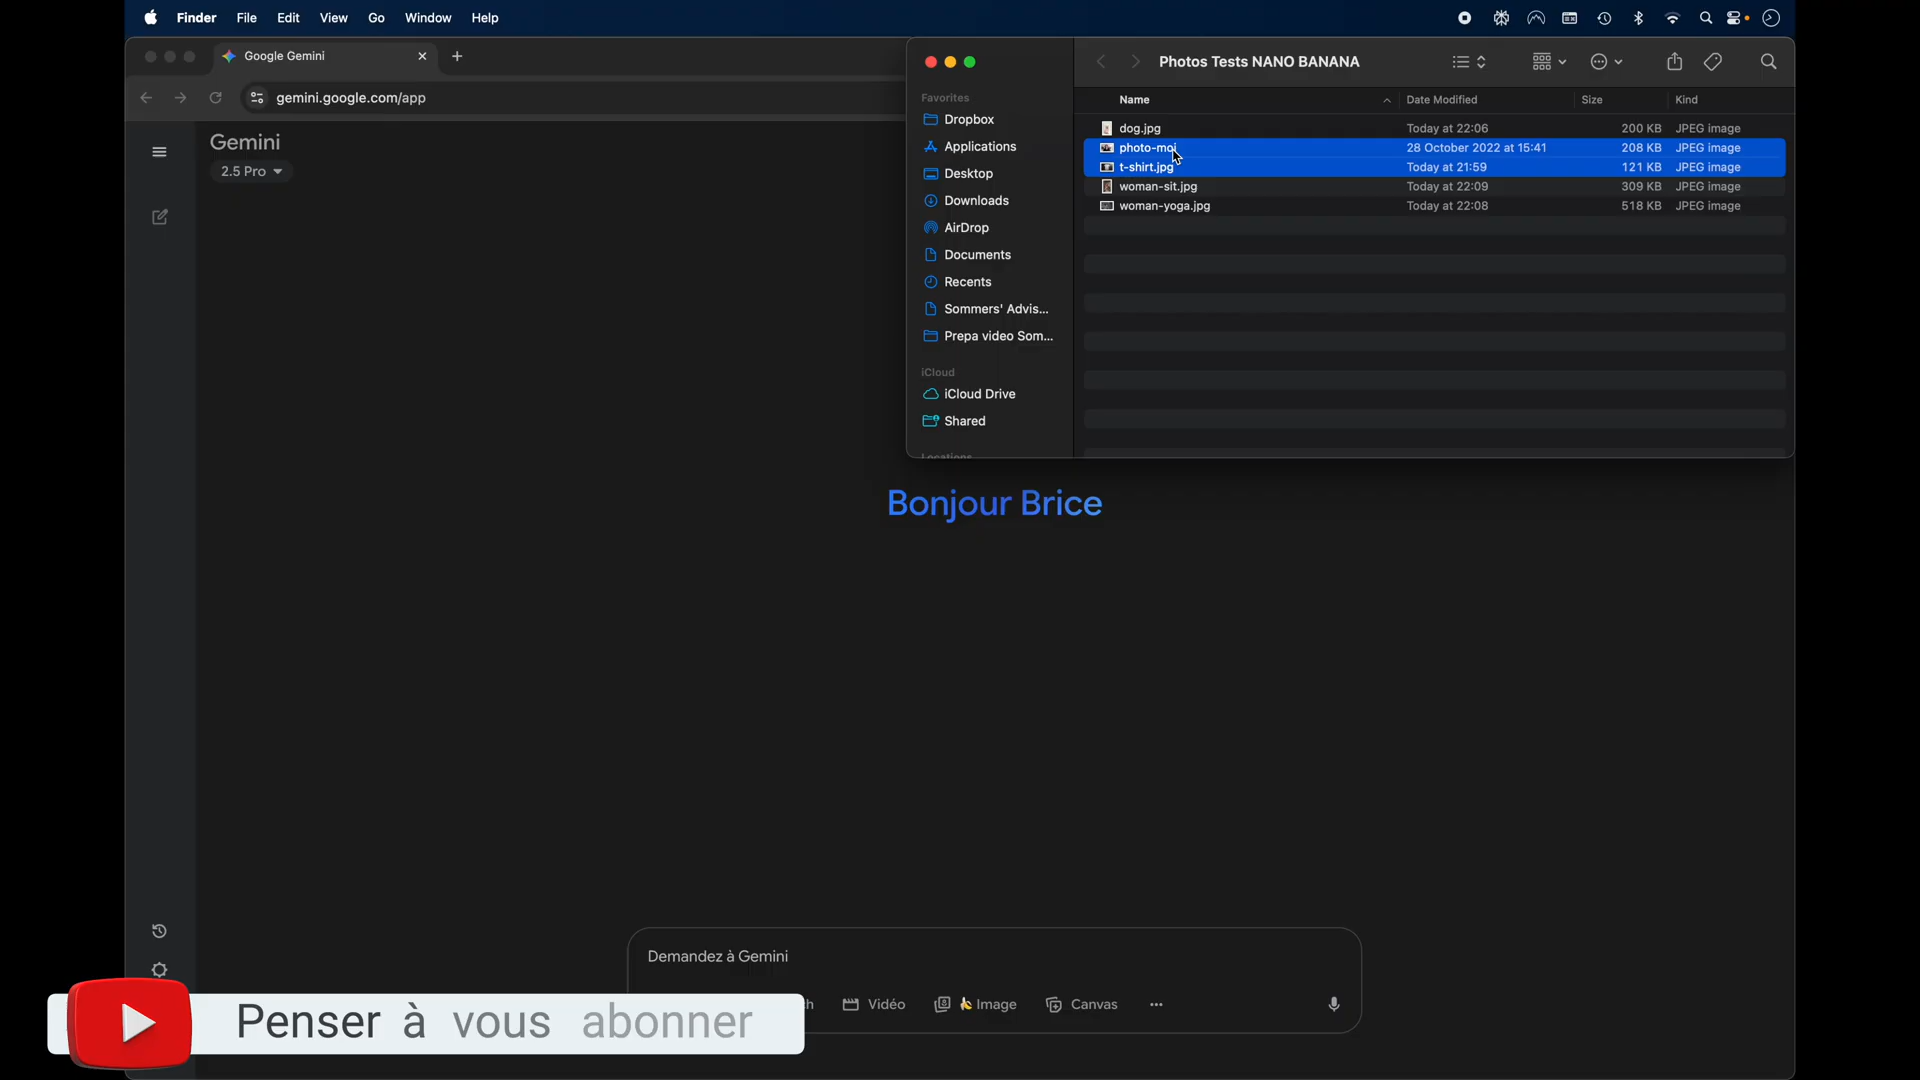 Finder File Edit View Go Window Help
Google Gemini
gemini.google.com/app
Gemini
2.5 Pro
Photos Tests NANO BANANA
Favorites
Dropbox
Applications
Desktop
Downloads
AirDrop
Documents
Recents
Sommers' Advis...
Prepa video Som...
iCloud
iCloud Drive
Shared
Locations
Name Date Modified Size Kind
dog.jpg Today at 22:06 200 KB JPEG image
photo-moi 28 October 2022 at 15:41 208 KB JPEG image
t-shirt.jpg Today at 21:59 121 KB JPEG image
woman-sit.jpg Today at 22:09 309 KB JPEG image
woman-yoga.jpg Today at 22:08 518 KB JPEG image
Bonjour Brice
Demandez à Gemini
Vidéo Image Canvas
Penser à vous abonner